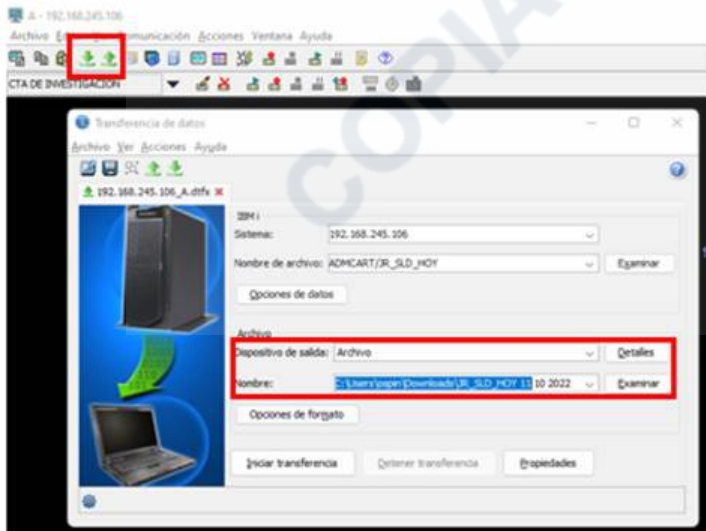 A - 192.168.245.106
Archivo Comunicación Acciones Ventana Ayuda
CTA DE INVESTIGACION
COPIA
Transferencia de datos
Archivo Ver Acciones Ayuda
192.168.245.106_A.dtfx
IBM i
Sistema: 192.168.245.106
Nombre de archivo: ADMCART/JR_SLD_HOY Examinar
Opciones de datos
Archivo
Dispositivo de salida: Archivo Detalles
Nombre: C:\Users\pspin\Downloads\JR_SLD_HOY 11 10 2022 Examinar
Opciones de formato
Iniciar transferencia Detener transferencia Propiedades